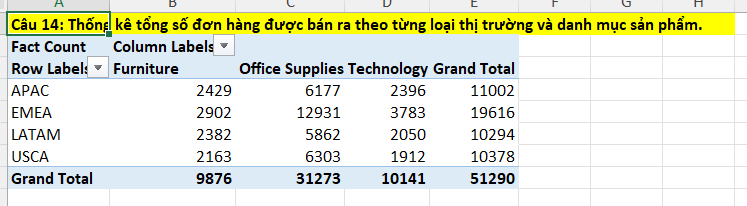 E F G H
Câu 14: Thống kê tổng số đơn hàng được bán ra theo từng loại thị trường và danh mục sản phẩm.
Fact Count Column Labels
Row Labels Furniture Office Supplies Technology Grand Total
APAC 2429 6177 2396 11002
EMEA 2902 12931 3783 19616
LATAM 2382 5862 2050 10294
USCA 2163 6303 1912 10378
Grand Total 9876 31273 10141 51290